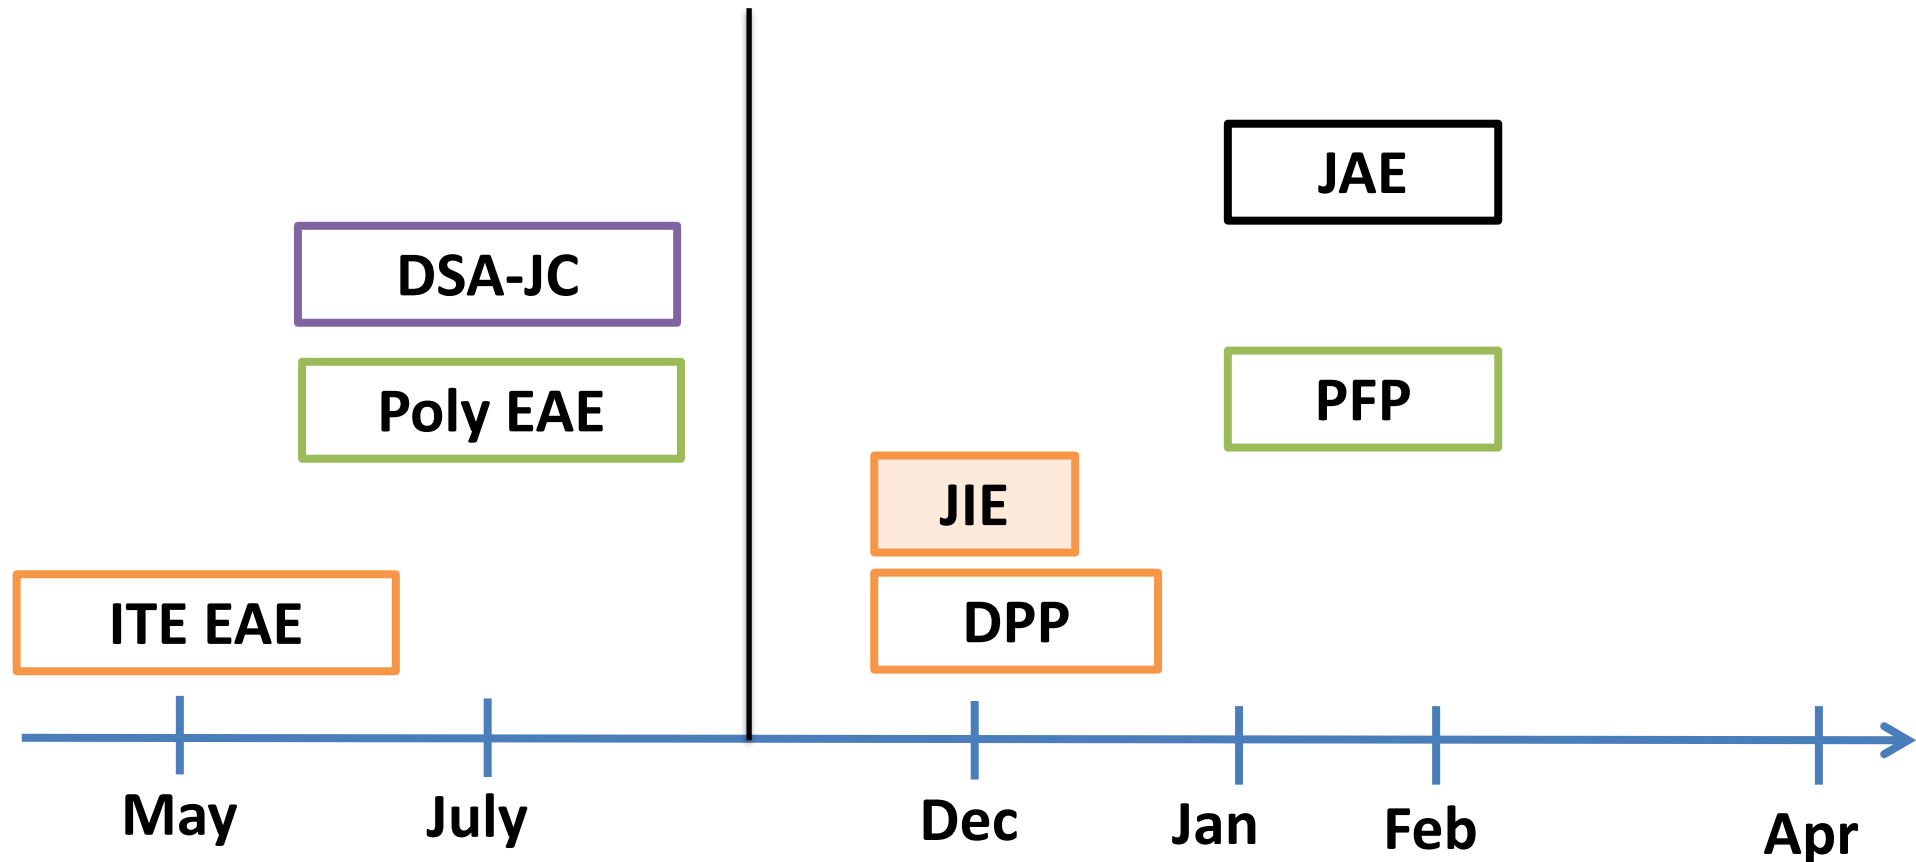 JAE
DSA-JC
Poly EAE
PFP
JIE
ITE EAE
DPP
May
July
Dec
Jan
Feb
Apr